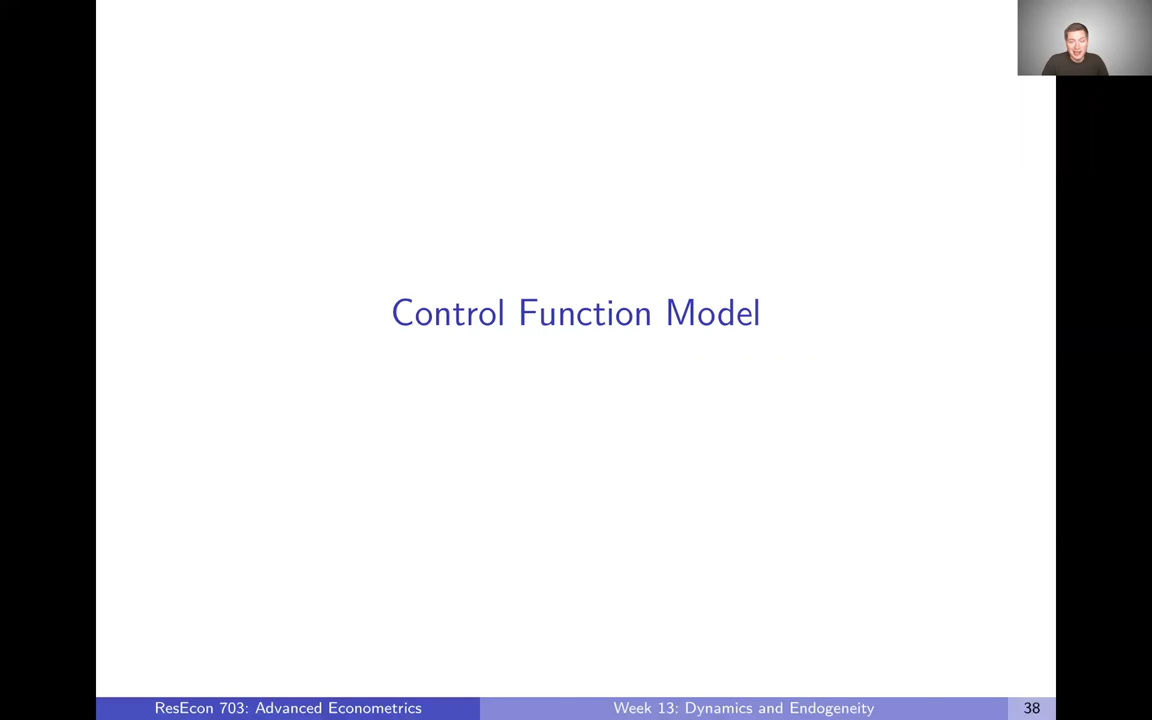 Control Function Model
ResEcon 703: Advanced Econometrics
Week 13: Dynamics and Endogeneity
38